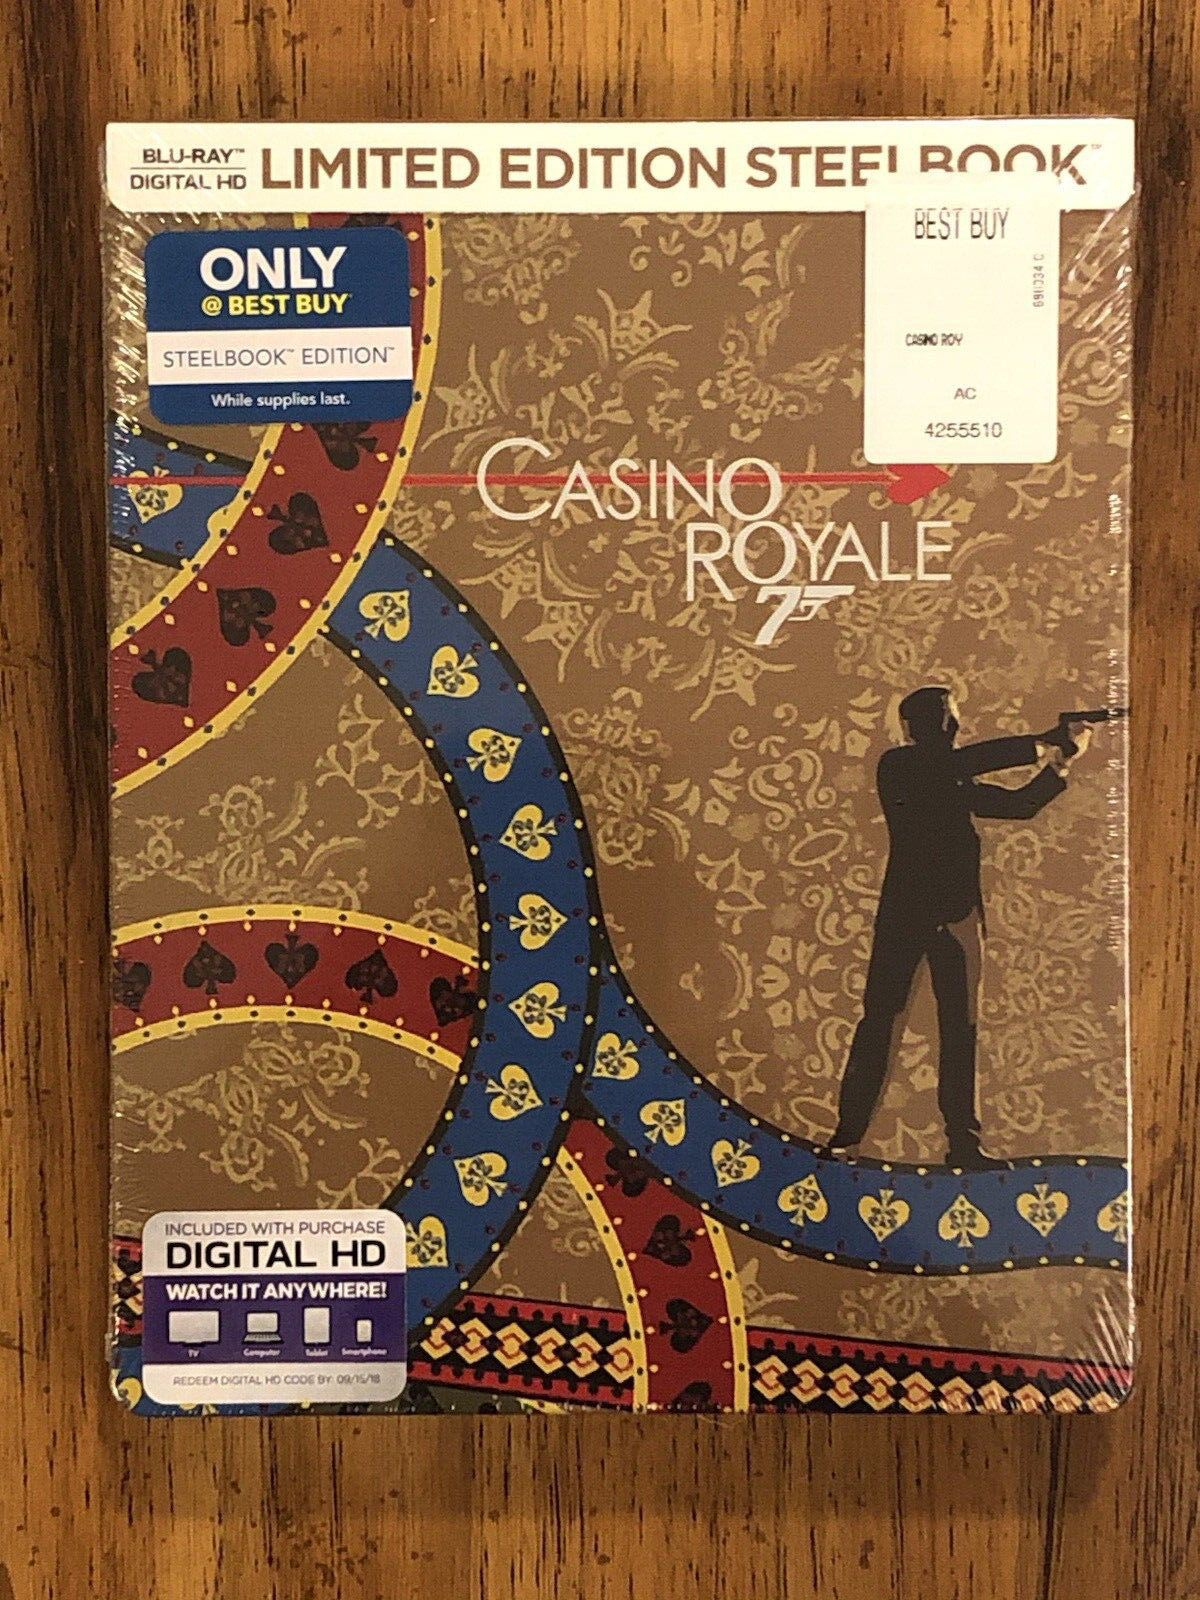 BLU-RAY™
DIGITAL HD
LIMITED EDITION STEELBOOK™
ONLY
@ BEST BUY
STEELBOOK™ EDITION™
While supplies last.
BEST BUY
CASINO ROY
AC
4255510
CASINO
ROYALE
007
INCLUDED WITH PURCHASE
DIGITAL HD
WATCH IT ANYWHERE!
TV Computer Tablet Smartphone
REDEEM DIGITAL HD CODE BY: 09/15/18